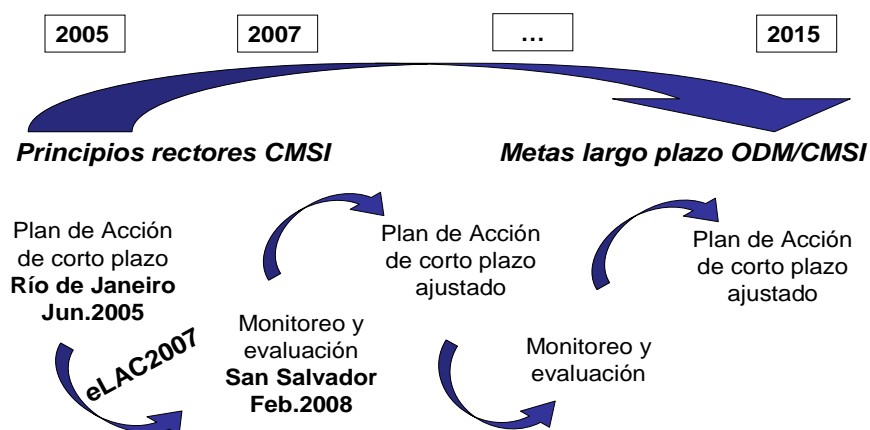 2005
2007
...
2015
Principios rectores CMSI
Metas largo plazo ODM/CMSI
Plan de Acción
de corto plazo
Río de Janeiro
Jun.2005
eLAC2007
Monitoreo y
evaluación
San Salvador
Feb.2008
Plan de Acción
de corto plazo
ajustado
Monitoreo y
evaluación
Plan de Acción
de corto plazo
ajustado